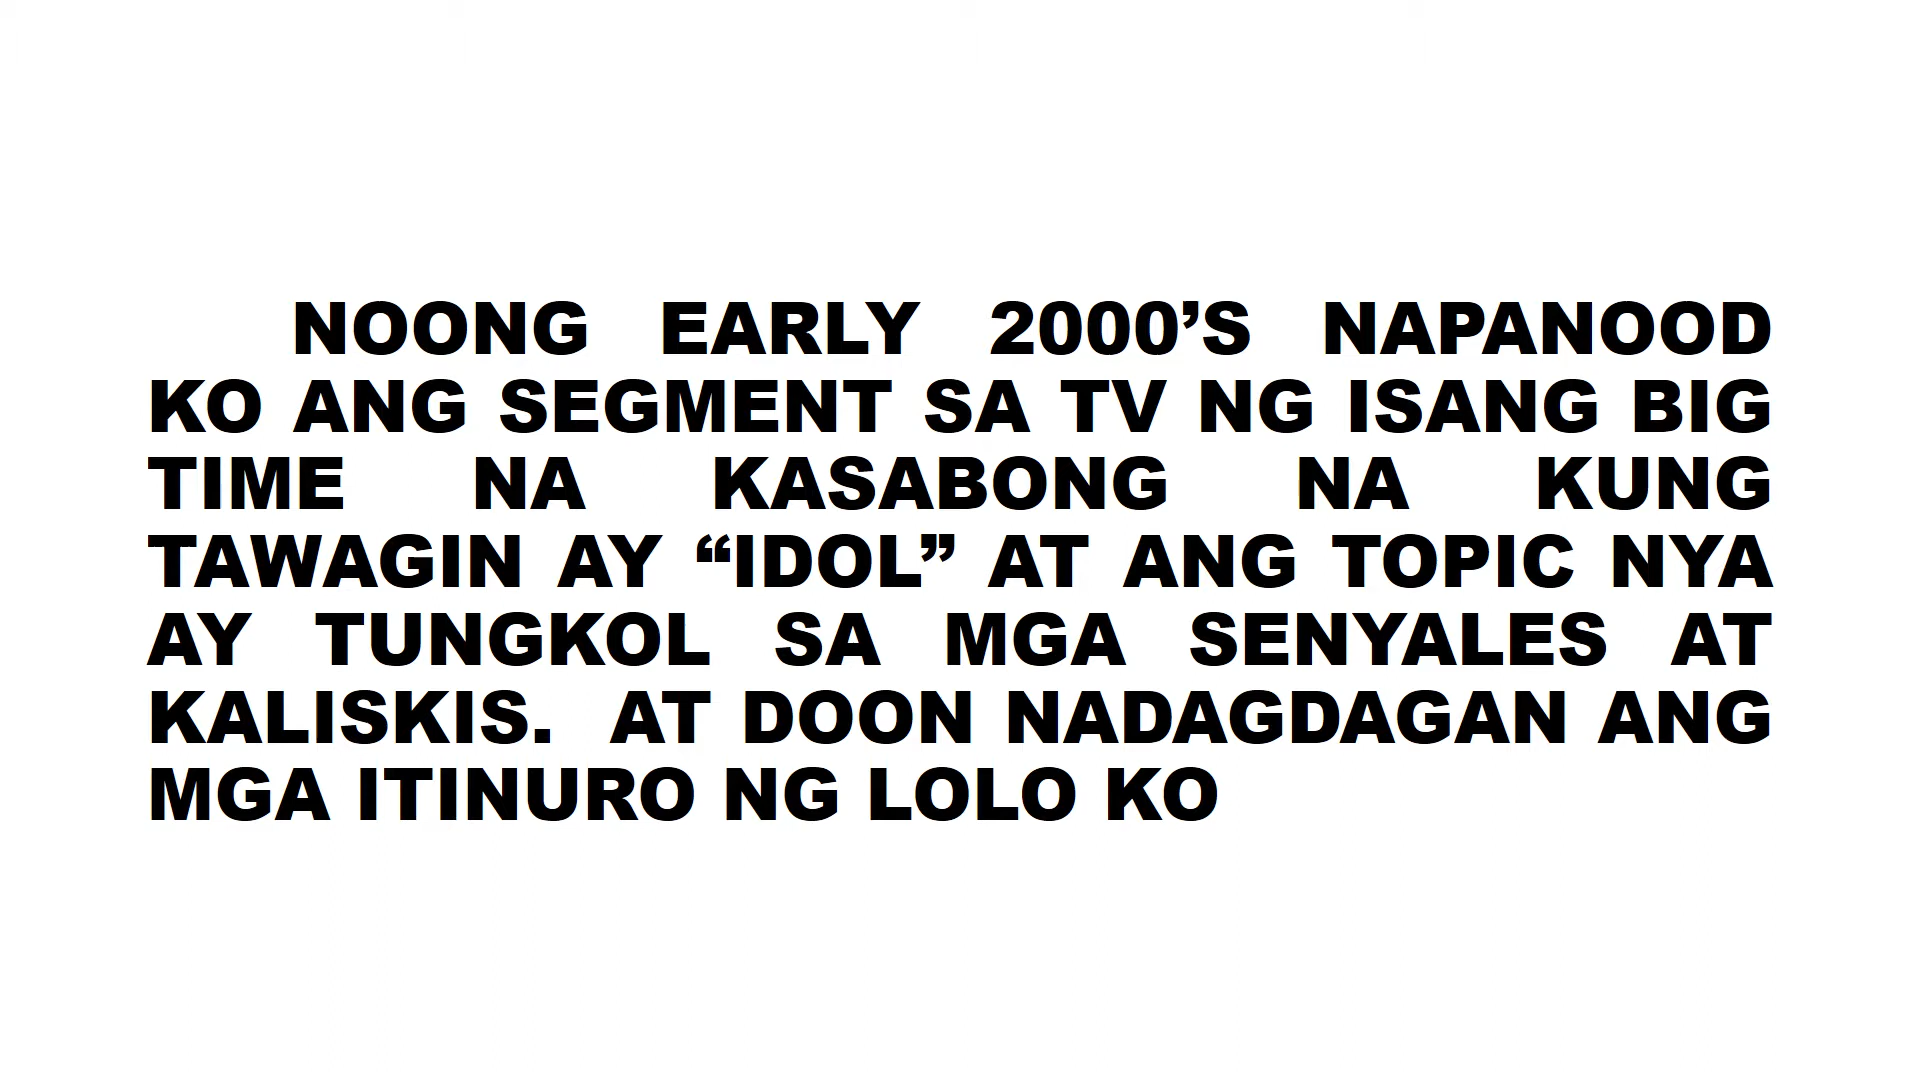 NOONG EARLY 2000’S NAPANOOD
KO ANG SEGMENT SA TV NG ISANG BIG
TIME NA KASABONG NA KUNG
TAWAGIN AY “IDOL” AT ANG TOPIC NYA
AY TUNGKOL SA MGA SENYALES AT
KALISKIS.  AT DOON NADAGDAGAN ANG
MGA ITINURO NG LOLO KO